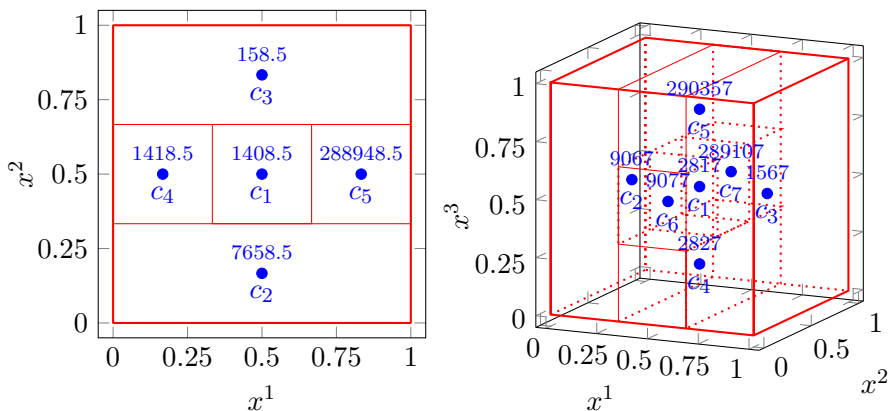 1
0.75
0.5
0.25
0
x²
158.5
c₃
1418.5 1408.5 288948.5
c₄ c₁ c₅
7658.5
c₂
0 0.25 0.5 0.75 1
x¹
1
0.75
0.5
0.25
0
x³
290357
c₅
9067 2817 289107 1567
c₂ 9077 c₁ c₇ c₃
c₆
2827
c₄
0 0.25 0.5 0.75 1
x¹
0 0.5 1
x²